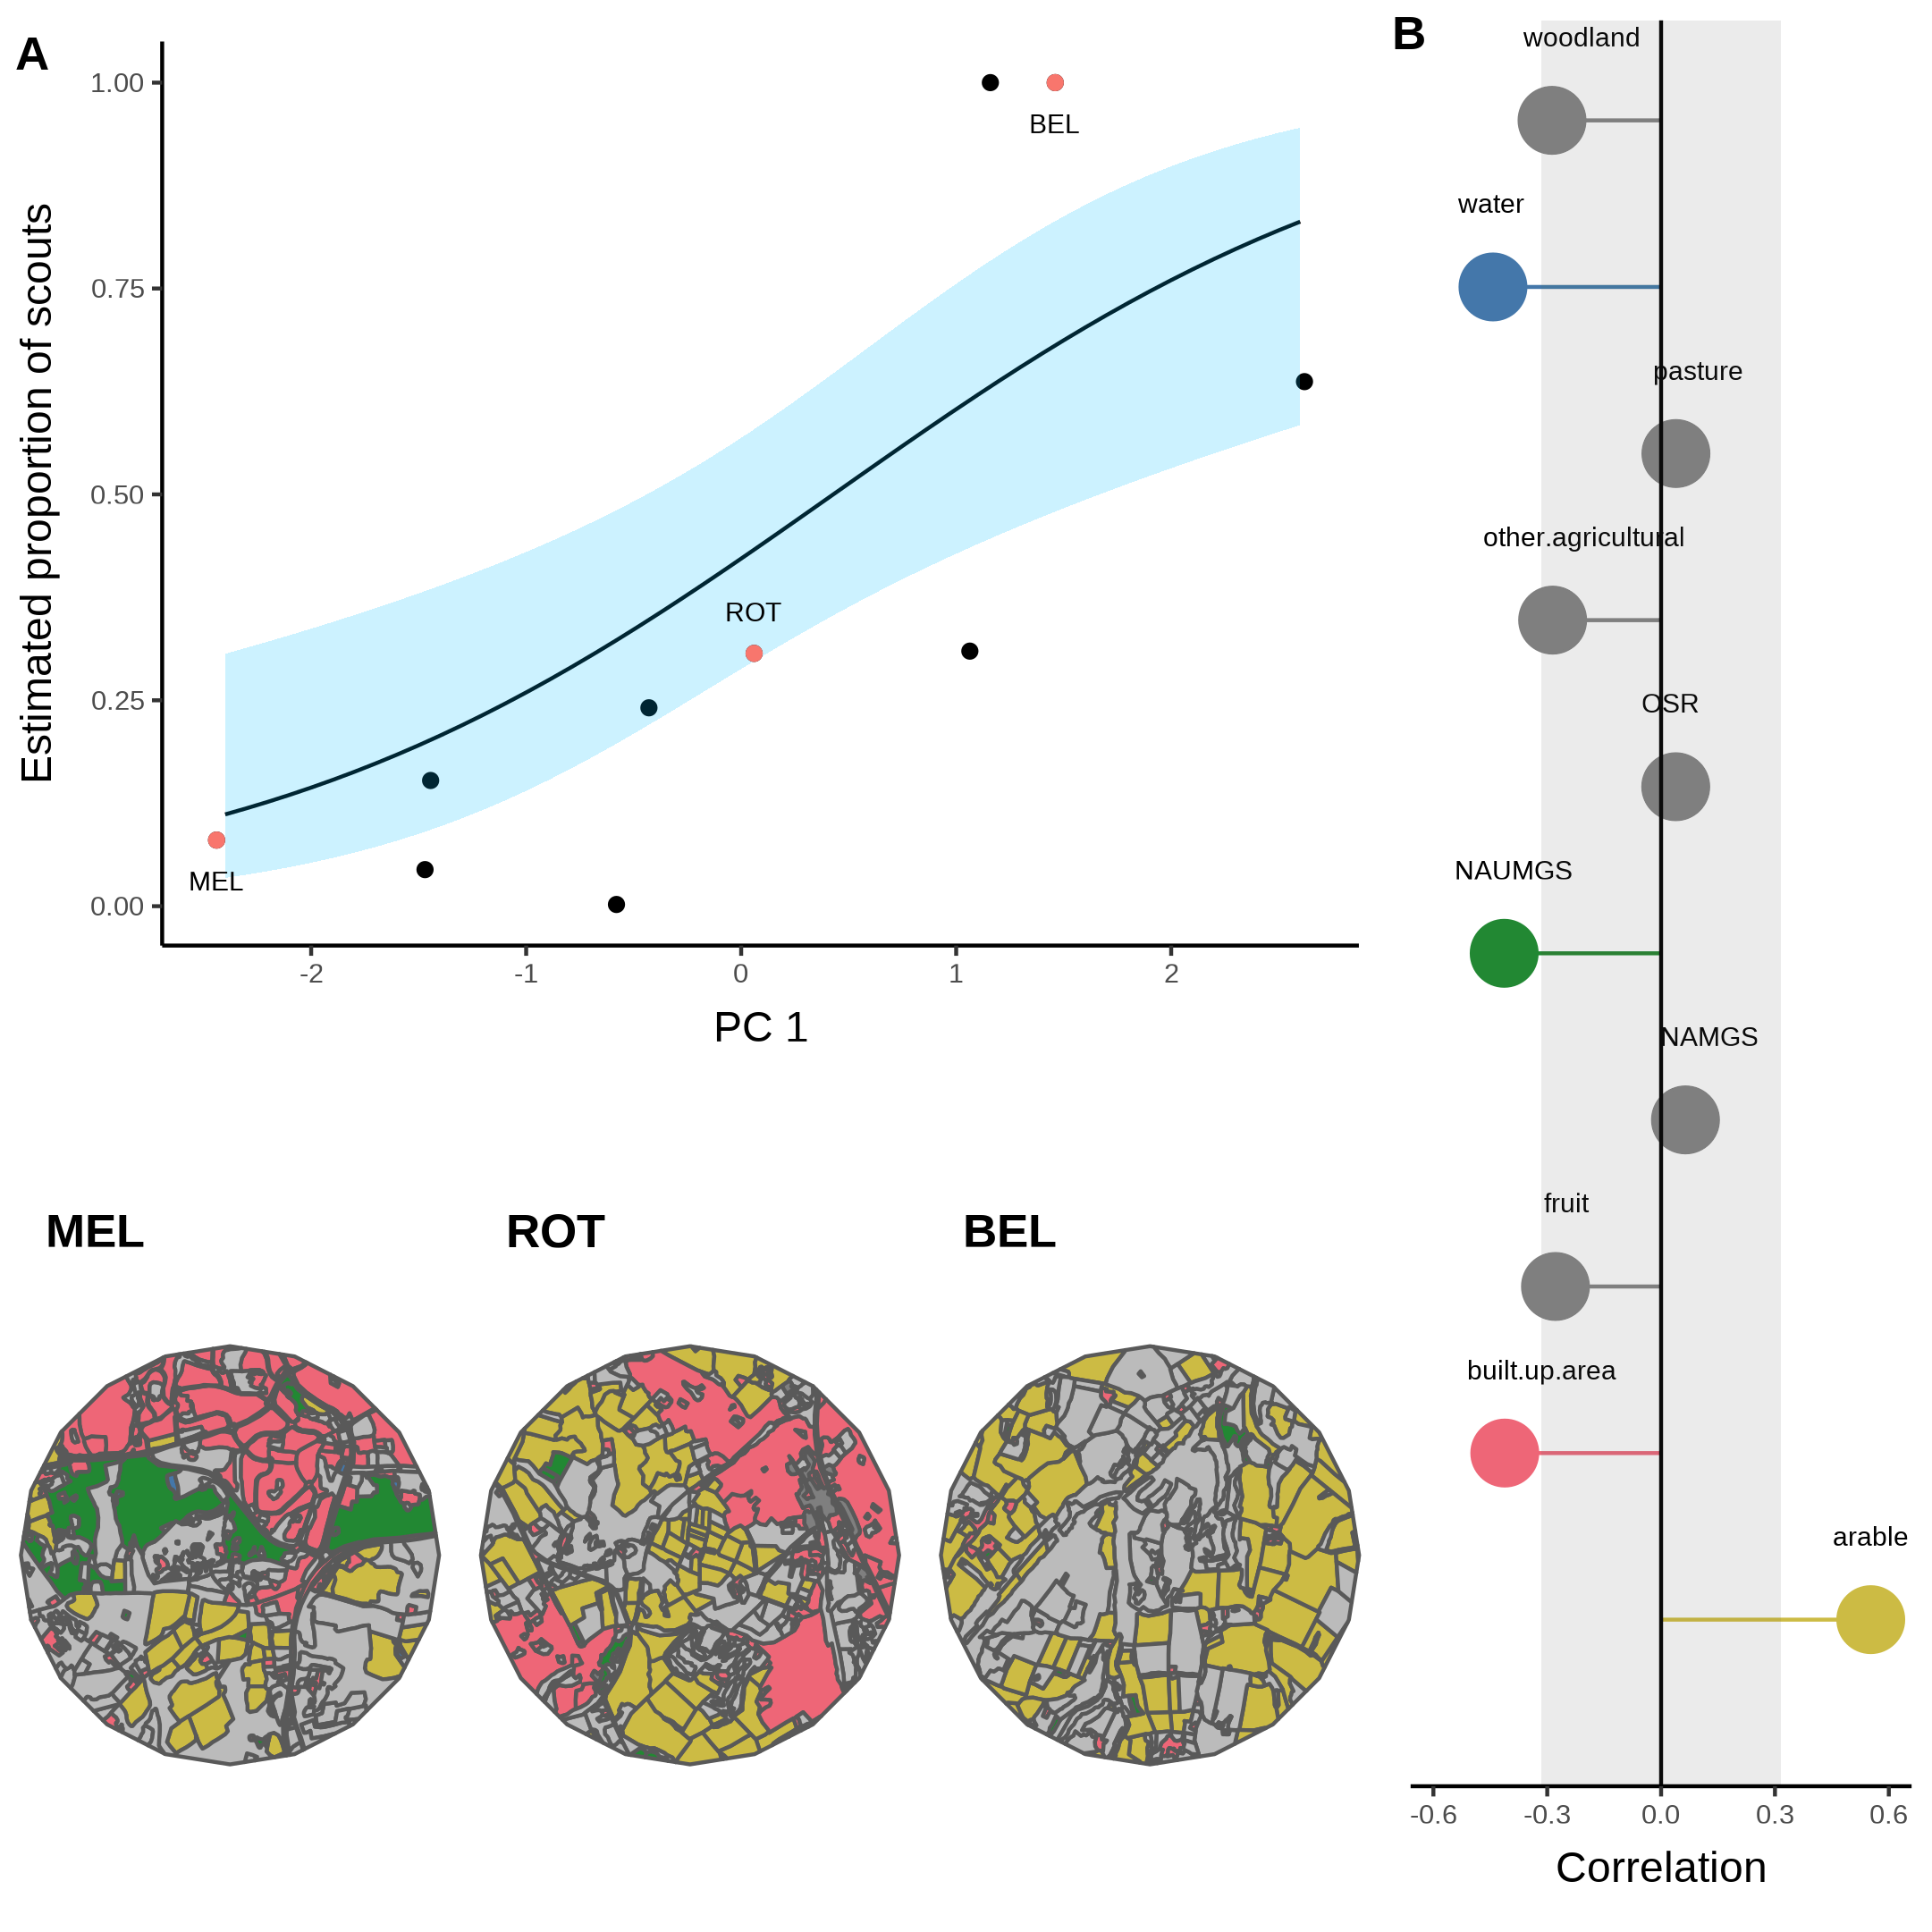 A
1.00
0.75
0.50
0.25
0.00
Estimated proportion of scouts
BEL
ROT
MEL
-2 -1 0 1 2
PC 1
MEL ROT BEL
B
woodland
water
pasture
other.agricultural
OSR
NAUMGS
NAMGS
fruit
built.up.area
arable
-0.6 -0.3 0.0 0.3 0.6
Correlation